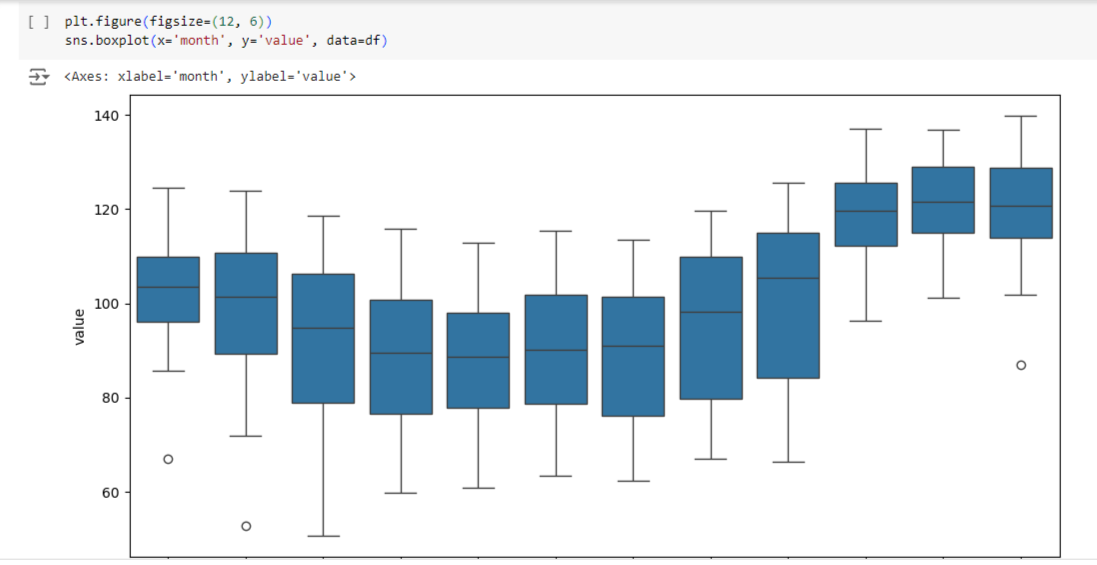 [ ] plt.figure(figsize=(12, 6))
sns.boxplot(x='month', y='value', data=df)
<Axes: xlabel='month', ylabel='value'>
140
120
100
value
80
60